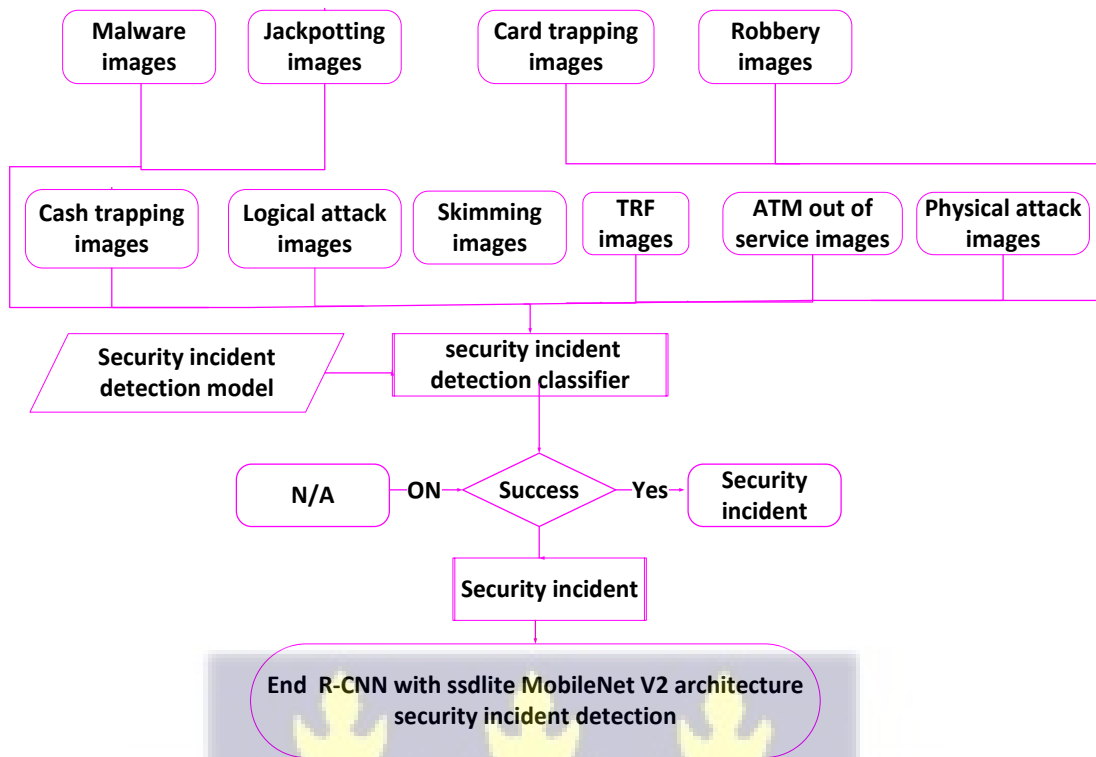 Malware
images
Jackpotting
images
Card trapping
images
Robbery
images
Cash trapping
images
Logical attack
images
Skimming
images
TRF
images
ATM out of
service images
Physical attack
images
Security incident
detection model
security incident
detection classifier
N/A
ON
Success
Yes
Security
incident
Security incident
End R-CNN with ssdlite MobileNet V2 architecture
security incident detection